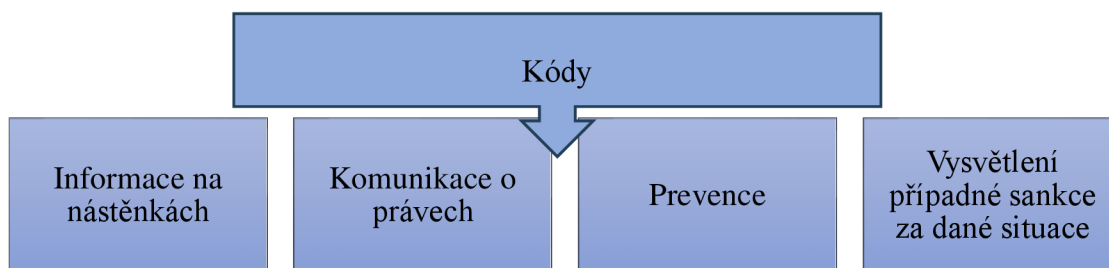 Kódy
Informace na
nástěnkách
Komunikace o
právech
Prevence
Vysvětlení
případné sankce
za dané situace